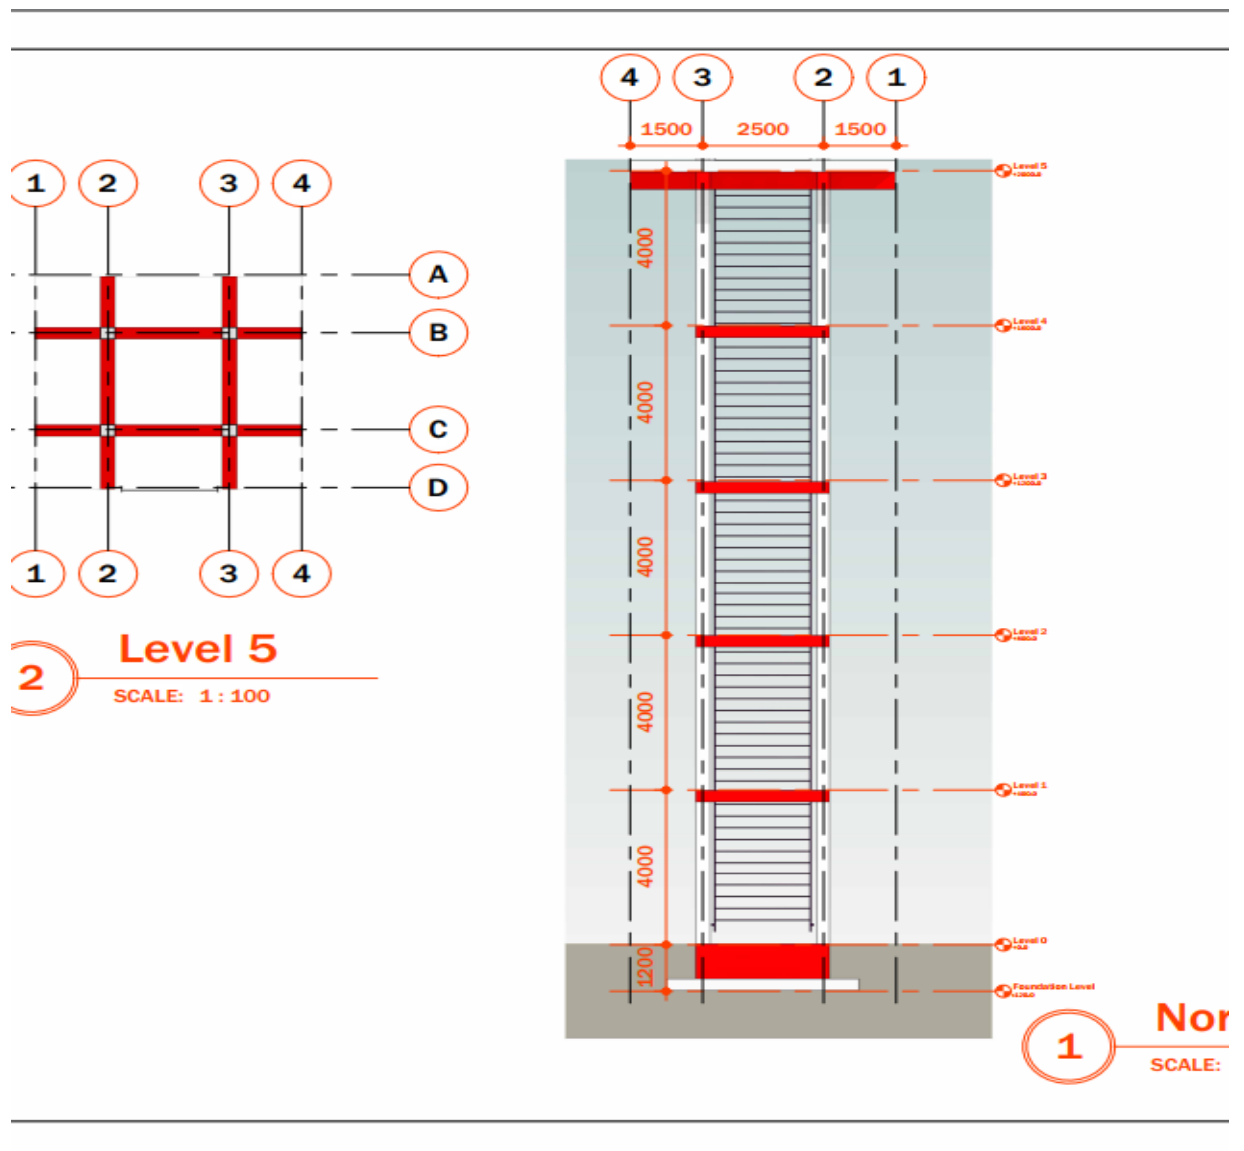 4 3 2 1
1500 2500 1500
1 2 3 4
A
B
C
D
1 2 3 4
2
Level 5
SCALE: 1 : 100
Level 5
4000
Level 4
4000
Level 3
4000
Level 2
4000
Level 1
4000
Level 0
1200
Foundation Level
1
Nor
SCALE: